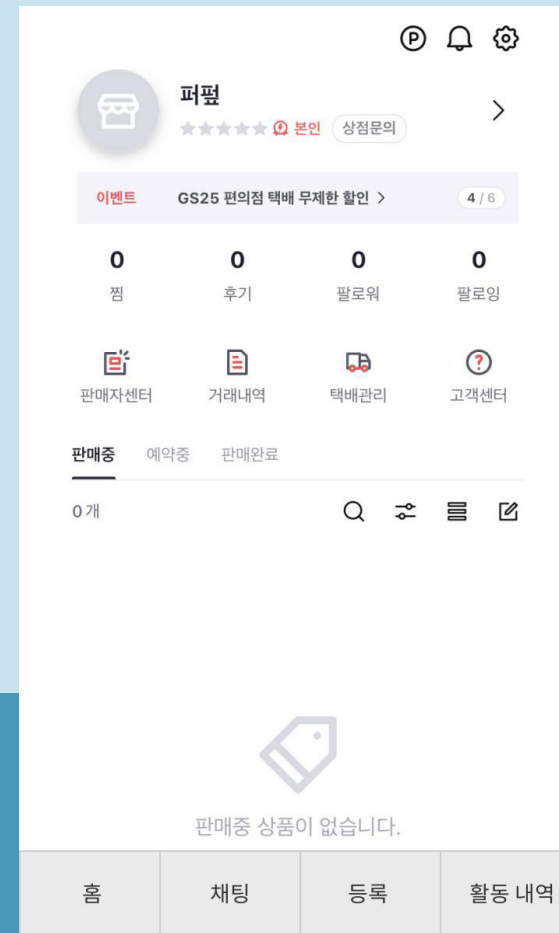 P
퍼펖
본인 상점문의
이벤트 GS25 편의점 택배 무제한 할인 > 4 / 6
0 0 0 0
찜 후기 팔로워 팔로잉
판매자센터 거래내역 택배관리 고객센터
판매중 예약중 판매완료
0개
판매중 상품이 없습니다.
홈 채팅 등록 활동 내역